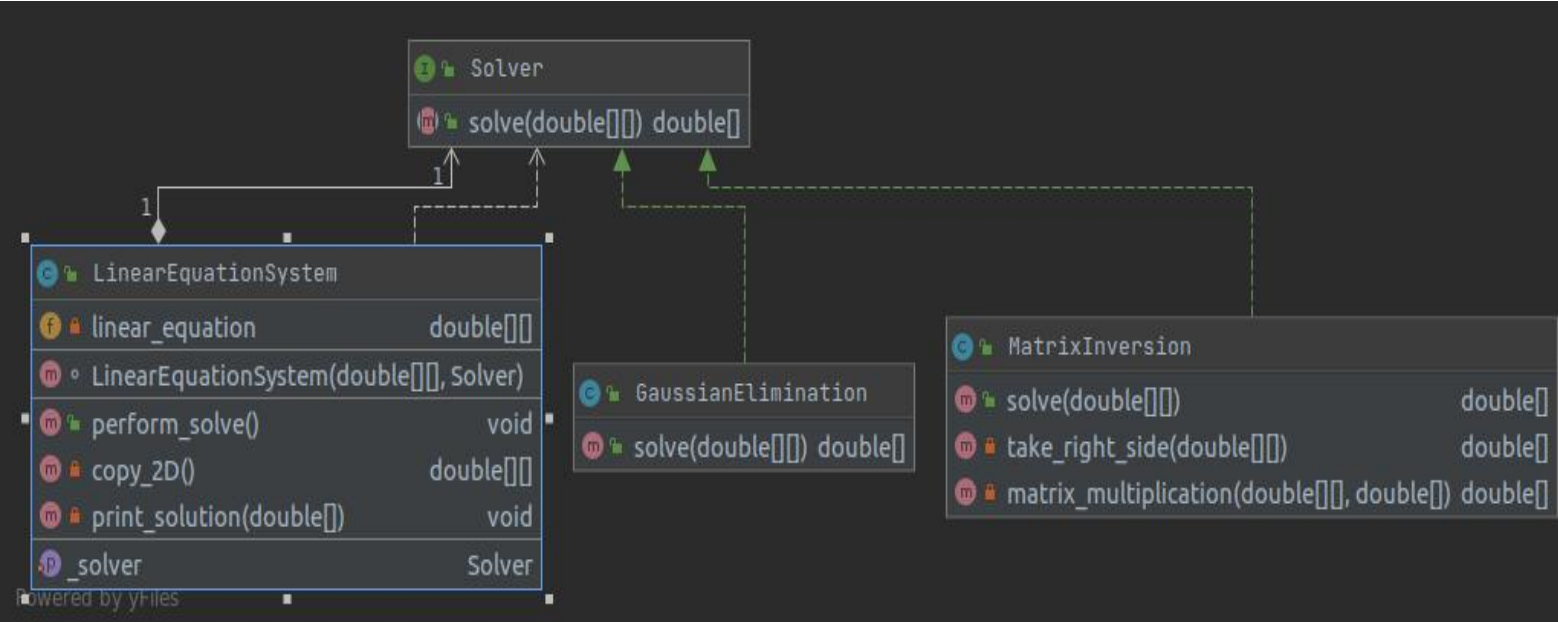 I Solver
m solve(double[][]) double[]
1
1
C LinearEquationSystem
f linear_equation double[][]
m LinearEquationSystem(double[][], Solver)
m perform_solve() void
m copy_2D() double[][]
m print_solution(double[]) void
p _solver Solver
C GaussianElimination
m solve(double[][]) double[]
C MatrixInversion
m solve(double[][]) double[]
m take_right_side(double[][]) double[]
m matrix_multiplication(double[][], double[]) double[]
Powered by yFiles